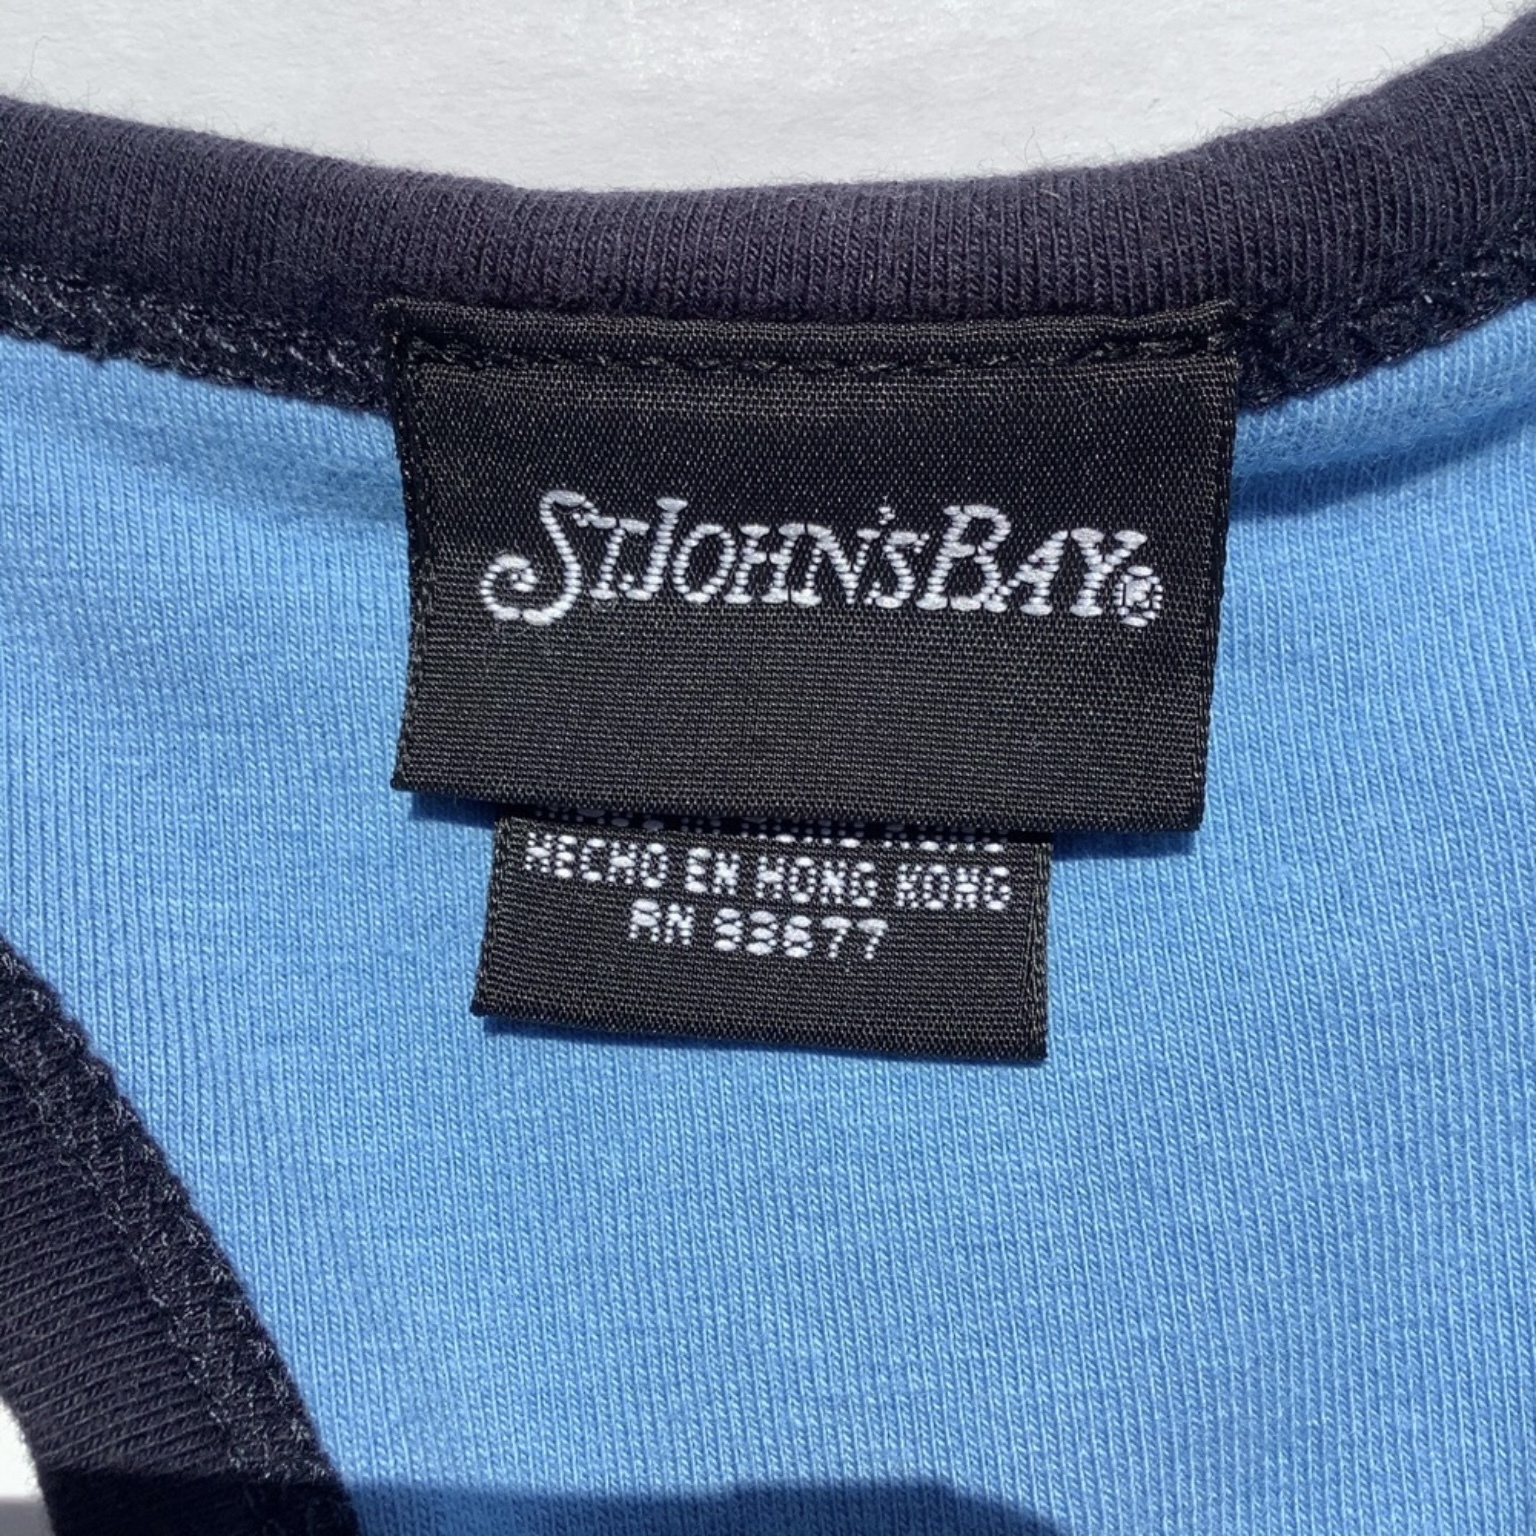 ST JOHN'S BAY®
HECHO EN HONG KONG
RN 93677